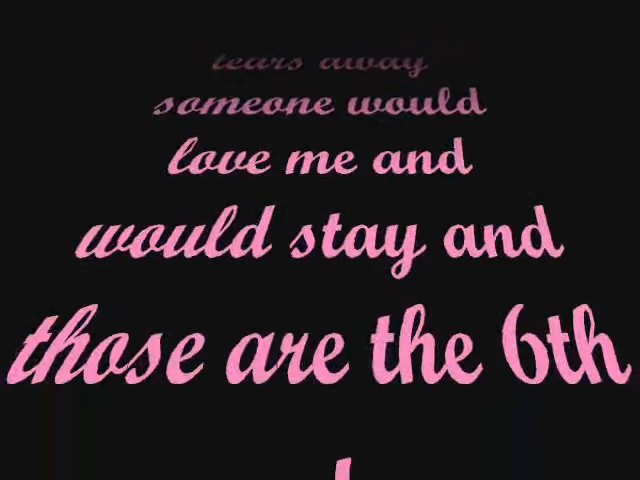 tears away
someone would
love me and
would stay and
those are the 6th